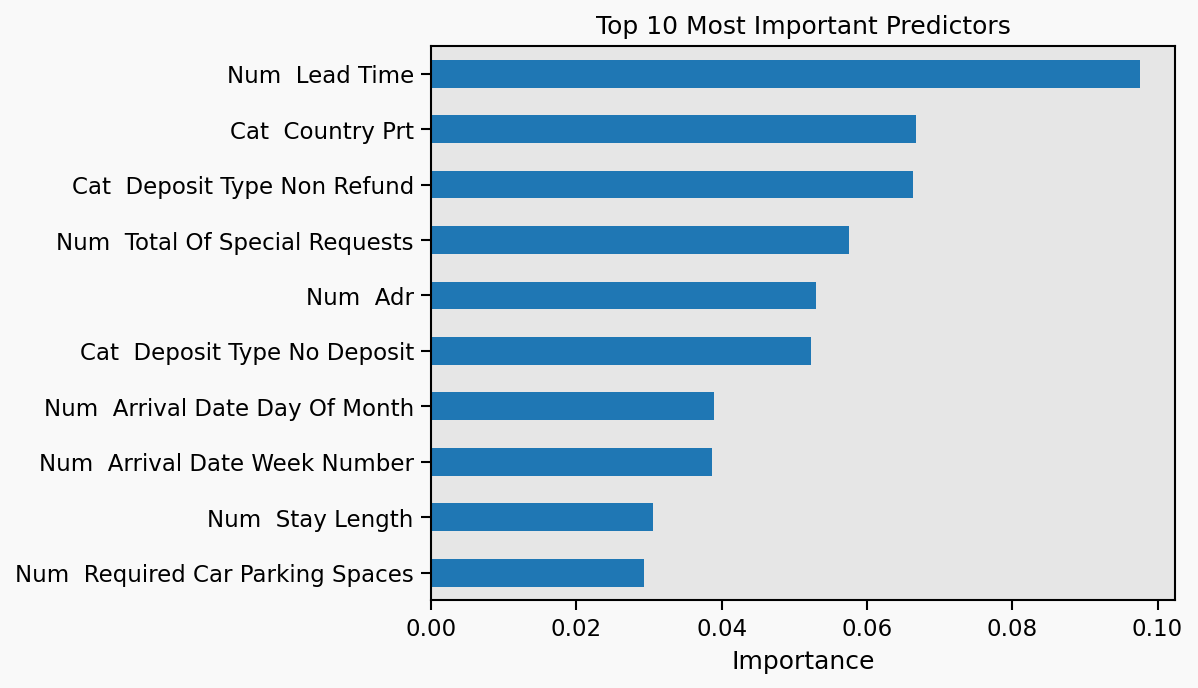 Top 10 Most Important Predictors
Num  Lead Time
Cat  Country Prt
Cat  Deposit Type Non Refund
Num  Total Of Special Requests
Num  Adr
Cat  Deposit Type No Deposit
Num  Arrival Date Day Of Month
Num  Arrival Date Week Number
Num  Stay Length
Num  Required Car Parking Spaces
0.00 0.02 0.04 0.06 0.08 0.10
Importance